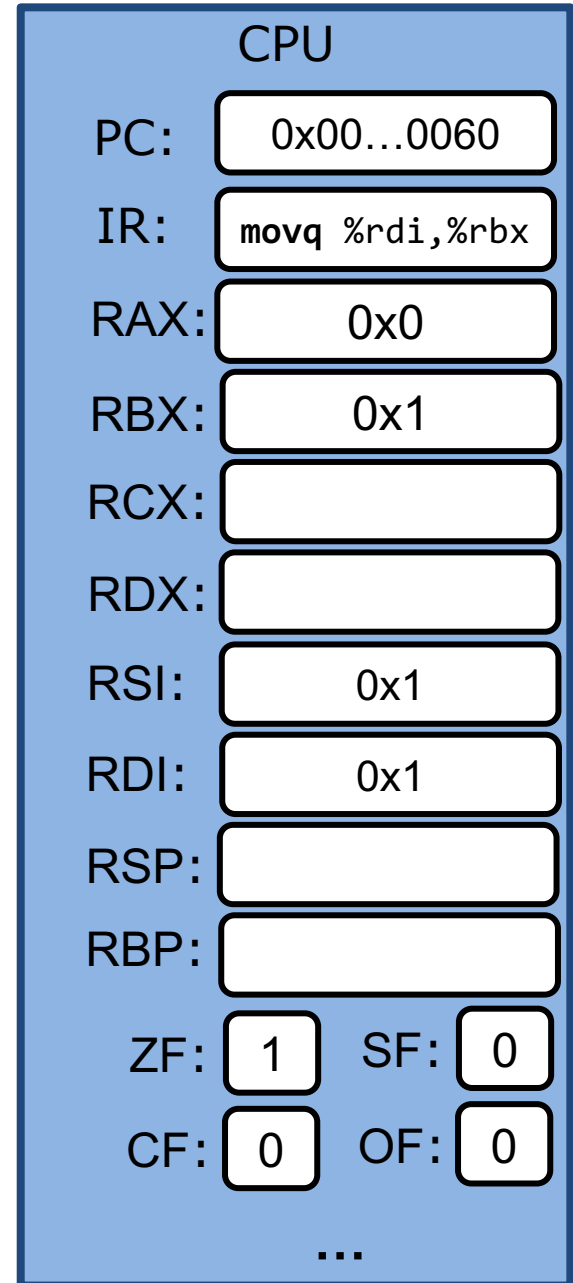 CPU
PC: 0x00...0060
IR: movq %rdi,%rbx
RAX: 0x0
RBX: 0x1
RCX:
RDX:
RSI: 0x1
RDI: 0x1
RSP:
RBP:
ZF: 1 SF: 0
CF: 0 OF: 0
...